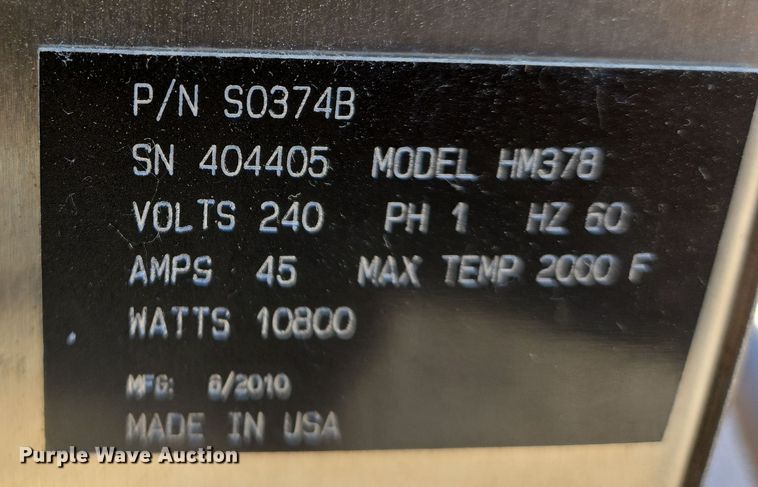 P/N S0374B
SN 404405 MODEL HM378
VOLTS 240 PH 1 HZ 60
AMPS 45 MAX TEMP 2000 F
WATTS 10800
MFG: 6/2010
MADE IN USA
Purple Wave Auction